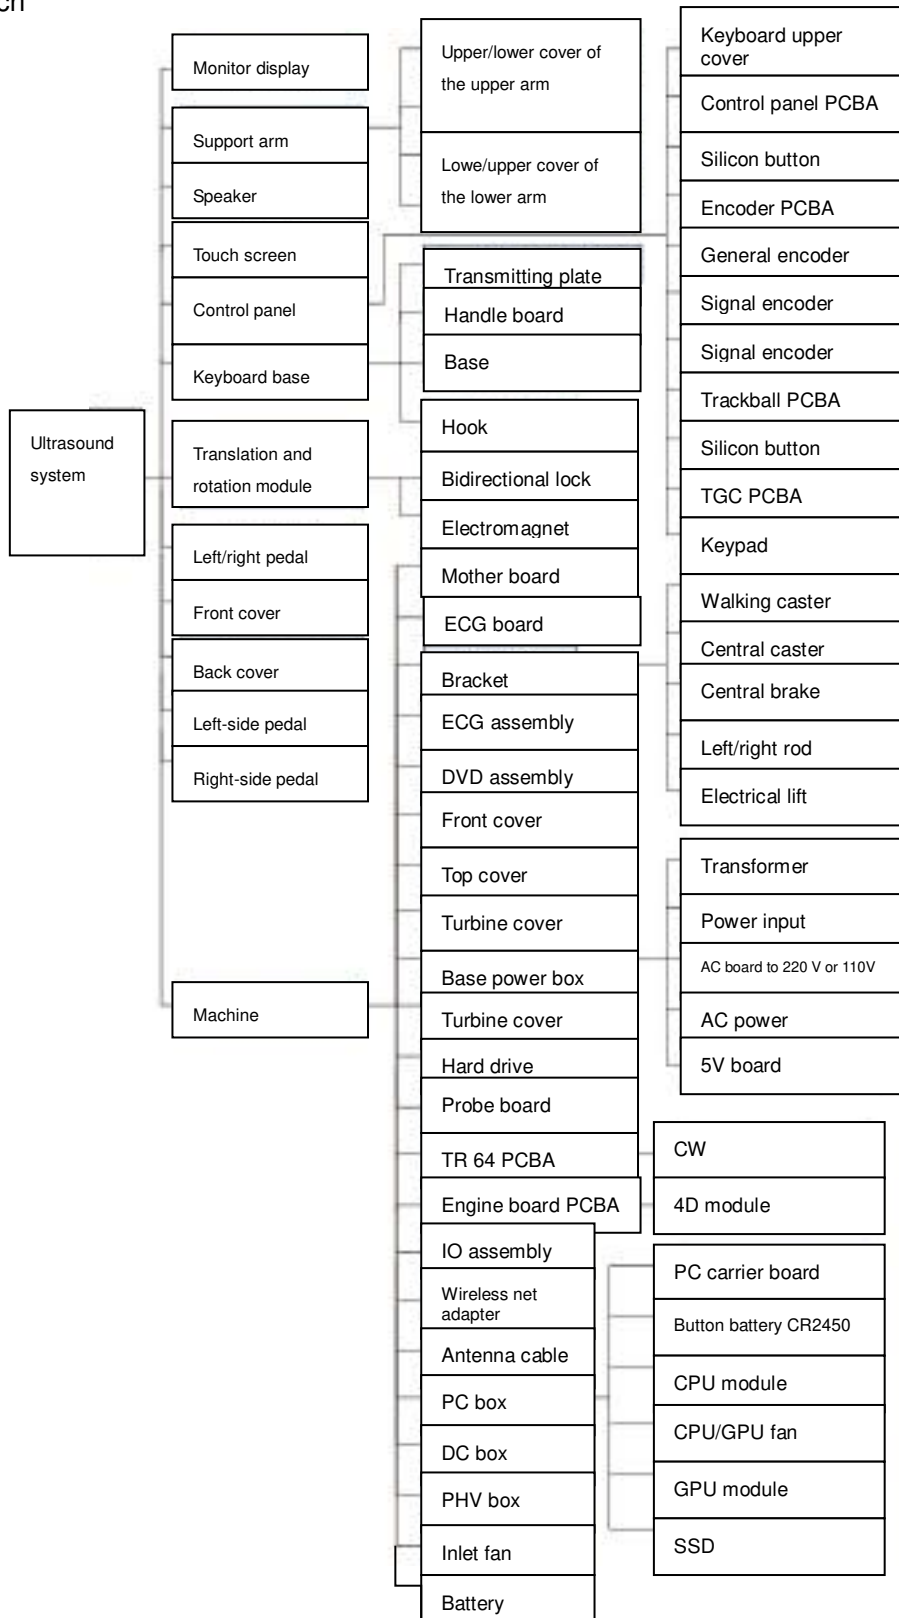 ch
Monitor display
Support arm
Speaker
Touch screen
Control panel
Keyboard base
Ultrasound
system
Translation and
rotation module
Left/right pedal
Front cover
Back cover
Left-side pedal
Right-side pedal
Machine
Upper/lower cover of
the upper arm
Lowe/upper cover of
the lower arm
Transmitting plate
Handle board
Base
Hook
Bidirectional lock
Electromagnet
Mother board
ECG board
Bracket
ECG assembly
DVD assembly
Front cover
Top cover
Turbine cover
Base power box
Turbine cover
Hard drive
Probe board
TR 64 PCBA
Engine board PCBA
IO assembly
Wireless net
adapter
Antenna cable
PC box
DC box
PHV box
Inlet fan
Battery
Keyboard upper
cover
Control panel PCBA
Silicon button
Encoder PCBA
General encoder
Signal encoder
Signal encoder
Trackball PCBA
Silicon button
TGC PCBA
Keypad
Walking caster
Central caster
Central brake
Left/right rod
Electrical lift
Transformer
Power input
AC board to 220 V or 110V
AC power
5V board
CW
4D module
PC carrier board
Button battery CR2450
CPU module
CPU/GPU fan
GPU module
SSD